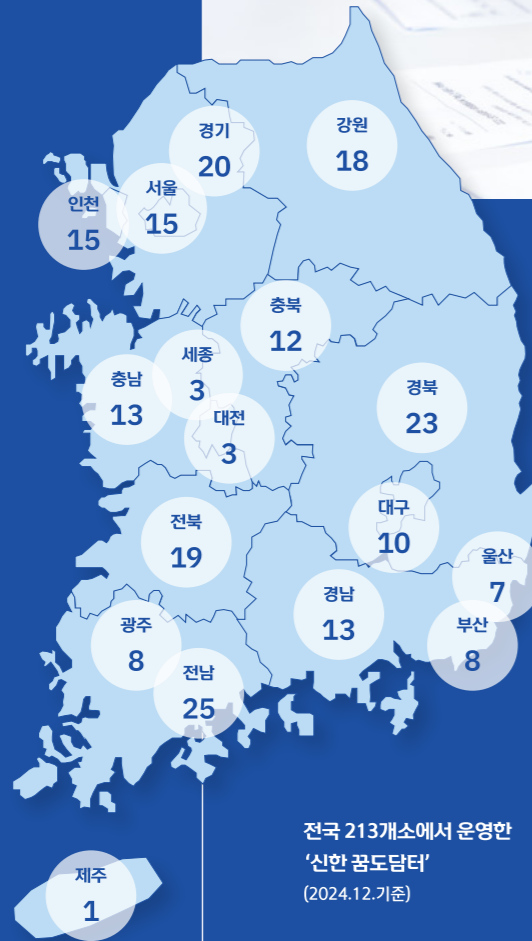 경기
20
강원
18
서울
15
인천
15
충북
12
세종
3
충남
13
경북
23
대전
3
대구
10
전북
19
울산
7
경남
13
광주
8
부산
8
전남
25
전국 213개소에서 운영한
‘신한 꿈도담터’
(2024.12.기준)
제주
1